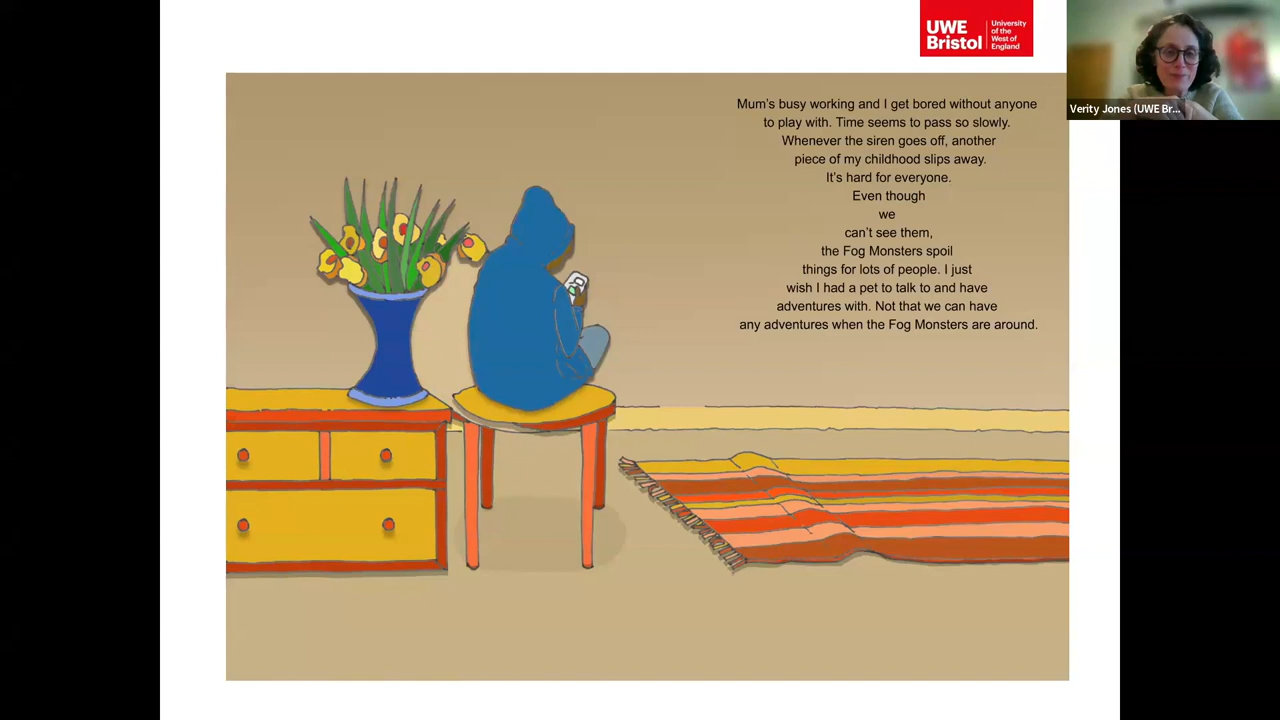 UWE
Bristol
University
of the
West of
England
Verity Jones (UWE Br...
Mum's busy working and I get bored without anyone
to play with. Time seems to pass so slowly.
Whenever the siren goes off, another
piece of my childhood slips away.
It's hard for everyone.
Even though
we
can't see them,
the Fog Monsters spoil
things for lots of people. I just
wish I had a pet to talk to and have
adventures with. Not that we can have
any adventures when the Fog Monsters are around.